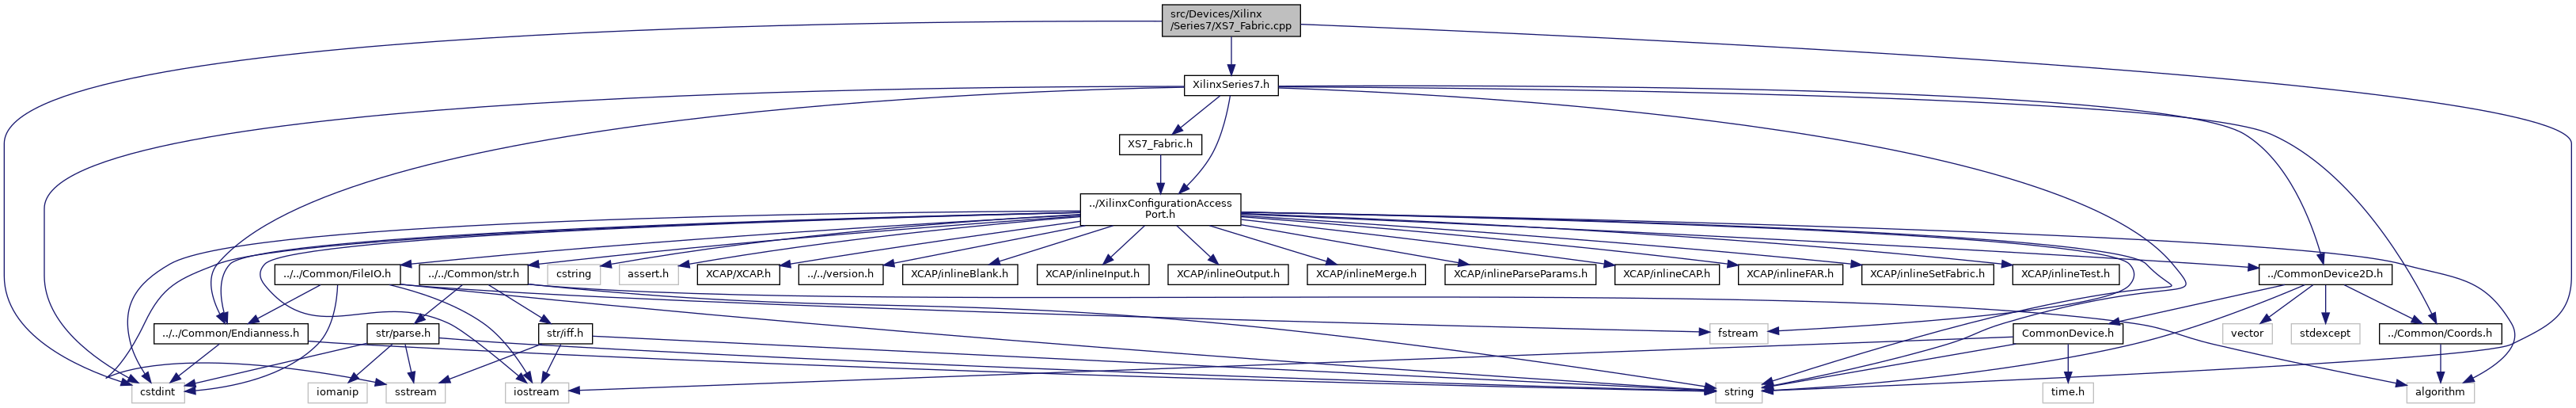 src/Devices/Xilinx
/Series7/XS7_Fabric.cpp
XilinxSeries7.h
XS7_Fabric.h
../XilinxConfigurationAccess
Port.h
../../Common/FileIO.h
../../Common/str.h
cstring
assert.h
XCAP/XCAP.h
../../version.h
XCAP/inlineBlank.h
XCAP/inlineInput.h
XCAP/inlineOutput.h
XCAP/inlineMerge.h
XCAP/inlineParseParams.h
XCAP/inlineCAP.h
XCAP/inlineFAR.h
XCAP/inlineSetFabric.h
XCAP/inlineTest.h
../CommonDevice2D.h
../../Common/Endianness.h
str/parse.h
str/iff.h
fstream
CommonDevice.h
vector
stdexcept
../Common/Coords.h
cstdint
iomanip
sstream
iostream
string
time.h
algorithm